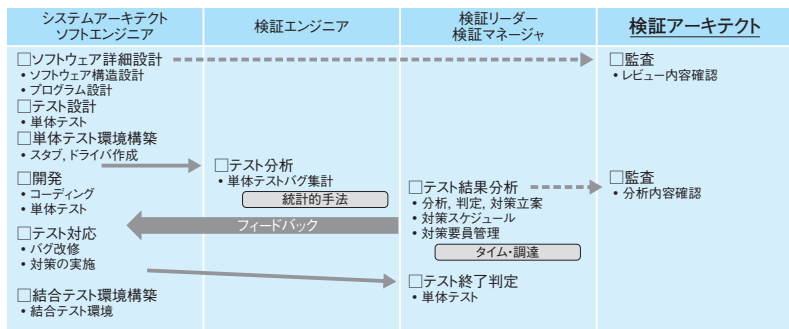 システムアーキテクト
ソフトエンジニア
検証エンジニア
検証リーダー
検証マネージャ
検証アーキテクト
□ソフトウェア詳細設計
• ソフトウェア構造設計
• プログラム設計
□テスト設計
• 単体テスト
□単体テスト環境構築
• スタブ, ドライバ作成
□開発
• コーディング
• 単体テスト
□テスト対応
• バグ改修
• 対策の実施
□結合テスト環境構築
• 結合テスト環境
□テスト分析
• 単体テストバグ集計
統計的手法
フィードバック
□テスト結果分析
• 分析, 判定, 対策立案
• 対策スケジュール
• 対策要員管理
タイム・調達
□テスト終了判定
• 単体テスト
□監査
• レビュー内容確認
□監査
• 分析内容確認